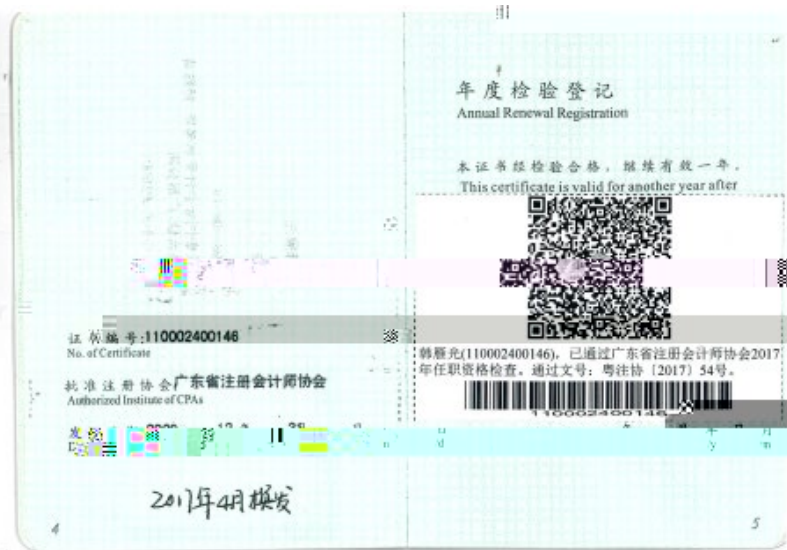 证书编号:110002400146
No. of Certificate
批准注册协会广东省注册会计师协会
Authorized Institute of CPAs
2017年4月换发
4
年度检验登记
Annual Renewal Registration
本证书经检验合格，继续有效一年。
This certificate is valid for another year after
韩雁光(110002400146)，已通过广东省注册会计师协会2017
年任职资格检查。通过文号：粤注协〔2017〕54号。
110002400146
年 月
y m
5